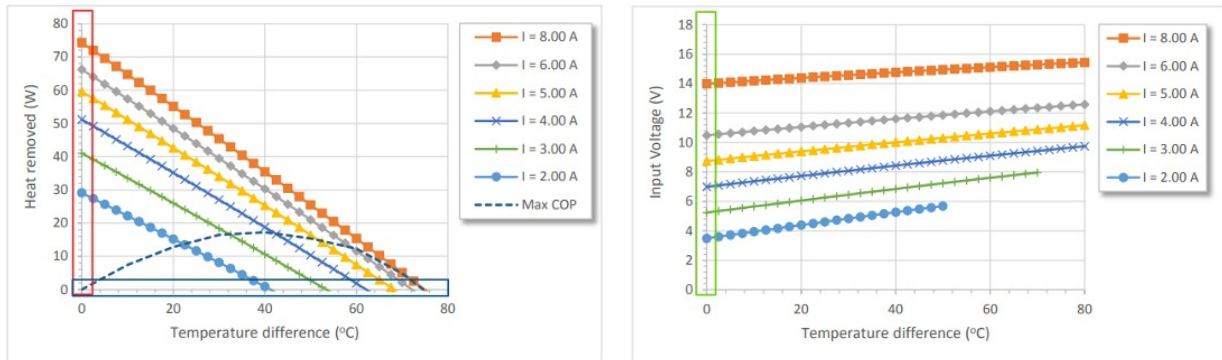 80
70
60
50
40
30
20
10
0
Heat removed (W)
0 20 40 60 80
Temperature difference (°C)
I = 8.00 A
I = 6.00 A
I = 5.00 A
I = 4.00 A
I = 3.00 A
I = 2.00 A
Max COP
18
16
14
12
10
8
6
4
2
0
Input Voltage (V)
0 20 40 60 80
Temperature difference (°C)
I = 8.00 A
I = 6.00 A
I = 5.00 A
I = 4.00 A
I = 3.00 A
I = 2.00 A